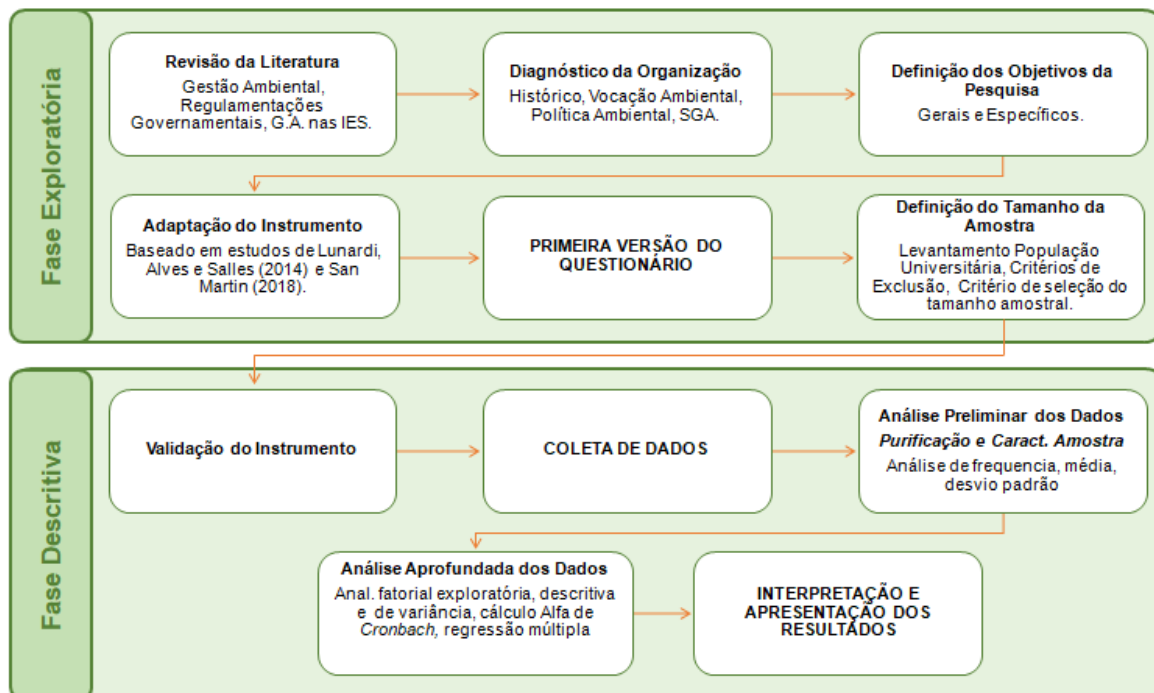 Fase Exploratória
Revisão da Literatura
Gestão Ambiental,
Regulamentações
Governamentais, G.A. nas IES.
Diagnóstico da Organização
Histórico, Vocação Ambiental,
Política Ambiental, SGA.
Definição dos Objetivos da
Pesquisa
Gerais e Específicos.
Adaptação do Instrumento
Baseado em estudos de Lunardi,
Alves e Salles (2014) e San
Martin (2018).
PRIMEIRA VERSÃO DO
QUESTIONÁRIO
Definição do Tamanho da
Amostra
Levantamento População
Universitária, Critérios de
Exclusão, Critério de seleção do
tamanho amostral.
Fase Descritiva
Validação do Instrumento
COLETA DE DADOS
Análise Preliminar dos Dados
Purificação e Caract. Amostra
Análise de frequencia, média,
desvio padrão
Análise Aprofundada dos Dados
Anal. fatorial exploratória, descritiva
e de variância, cálculo Alfa de
Cronbach, regressão múltipla
INTERPRETAÇÃO E
APRESENTAÇÃO DOS
RESULTADOS